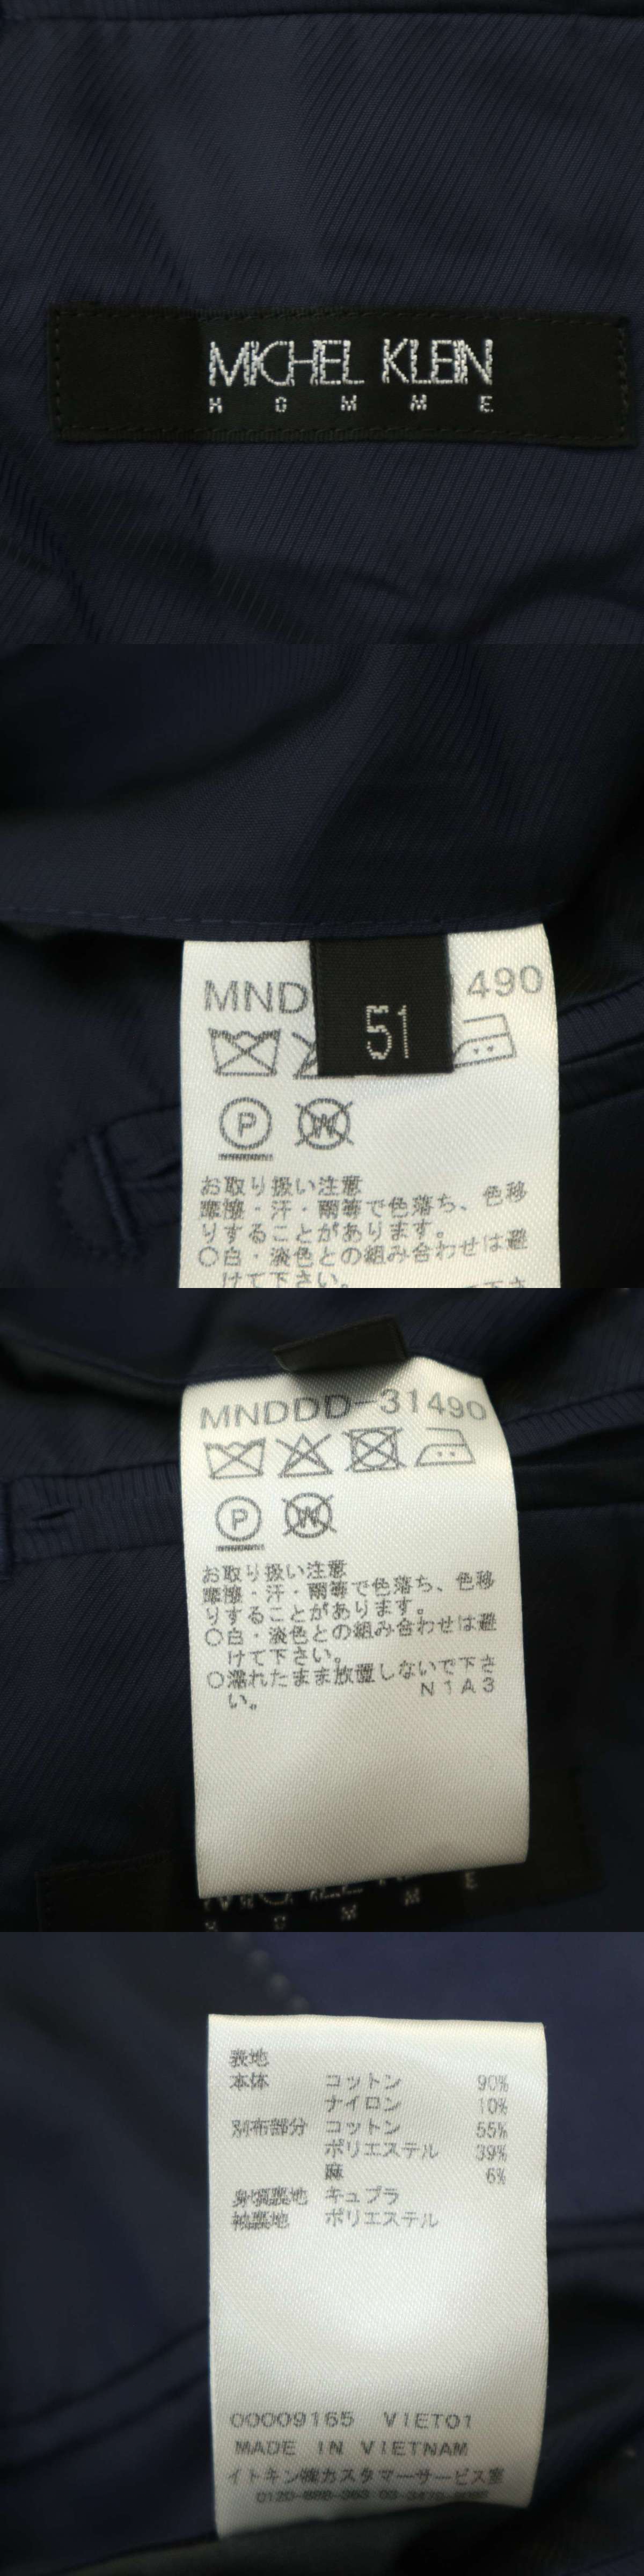 MICHEL KLEIN
HOMME
MND 490
51
P
W
お取り扱い注意
摩擦・汗・雨等で色落ち、色移
りすることがあります。
○白・淡色との組み合わせは避
けて下さい。
MNDDD-31490
P
W
お取り扱い注意
摩擦・汗・雨等で色落ち、色移
りすることがあります。
○白・淡色との組み合わせは避
けて下さい。
○濡れたまま放置しないで下さ
い。
N1A3
表地
本体 コットン 90%
ナイロン 10%
別布部分 コットン 55%
ポリエステル 39%
麻 6%
身頃裏地 キュプラ
袖裏地 ポリエステル
00009165 VIET01
MADE IN VIETNAM
イトキン㈱カスタマーサービス室
0120-888-363